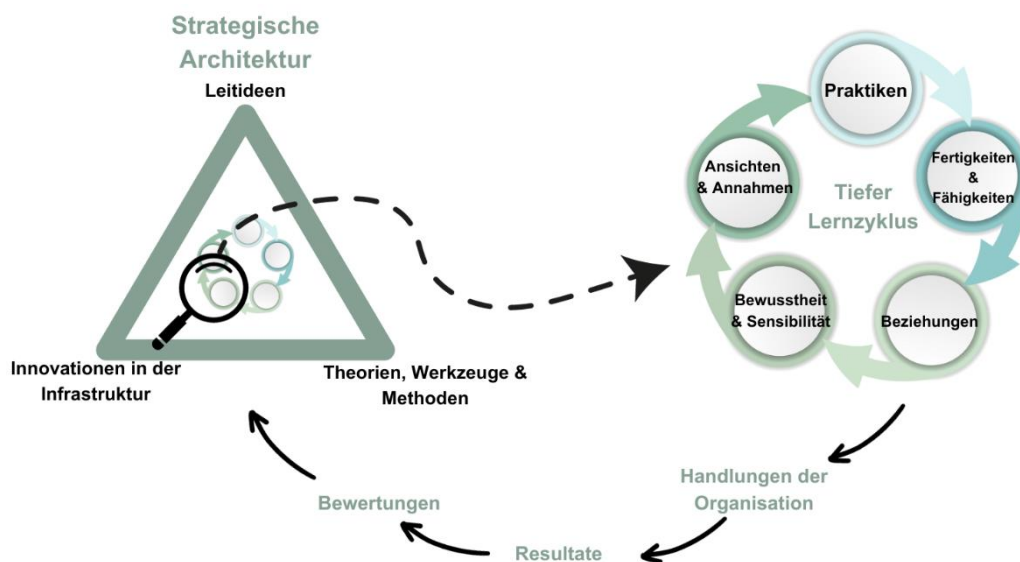 Strategische
Architektur
Leitideen
Innovationen in der
Infrastruktur
Theorien, Werkzeuge &
Methoden
Praktiken
Fertigkeiten
&
Fähigkeiten
Beziehungen
Bewusstheit
& Sensibilität
Ansichten
& Annahmen
Tiefer
Lernzyklus
Handlungen der
Organisation
Resultate
Bewertungen